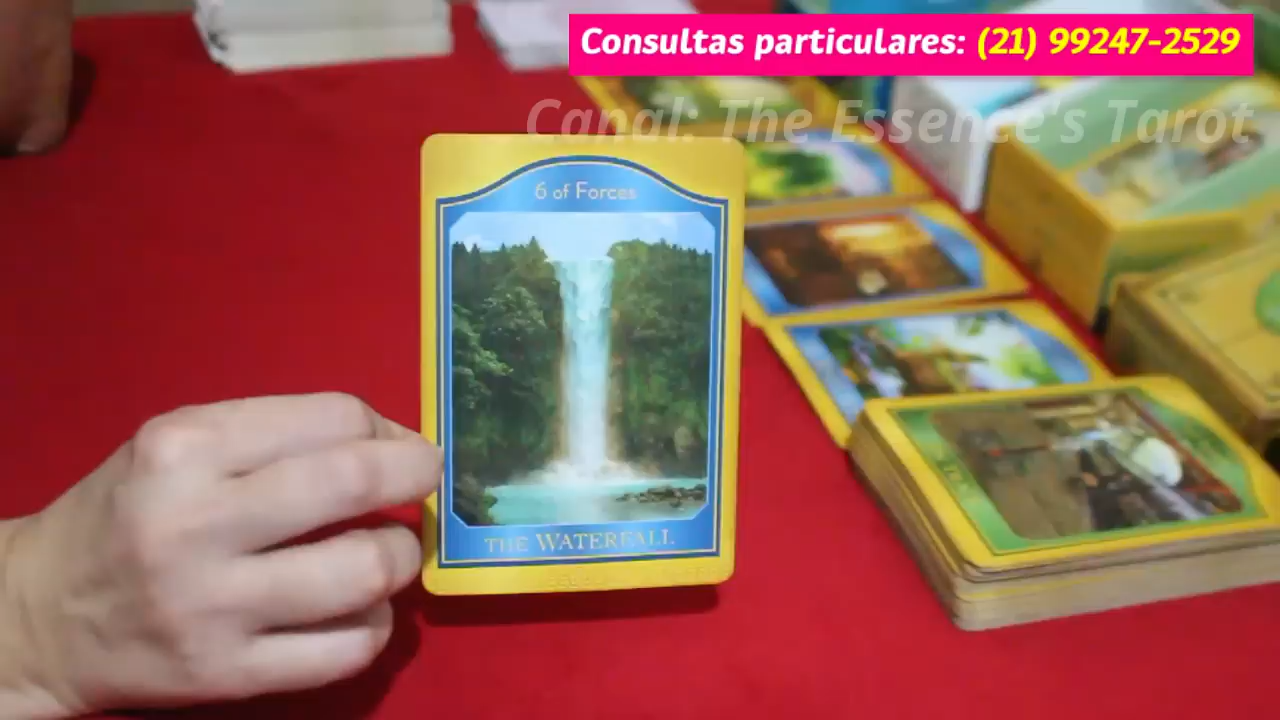 Consultas particulares: (21) 99247-2529
Canal: The Essence's Tarot
6 of Forces
THE WATERFALL